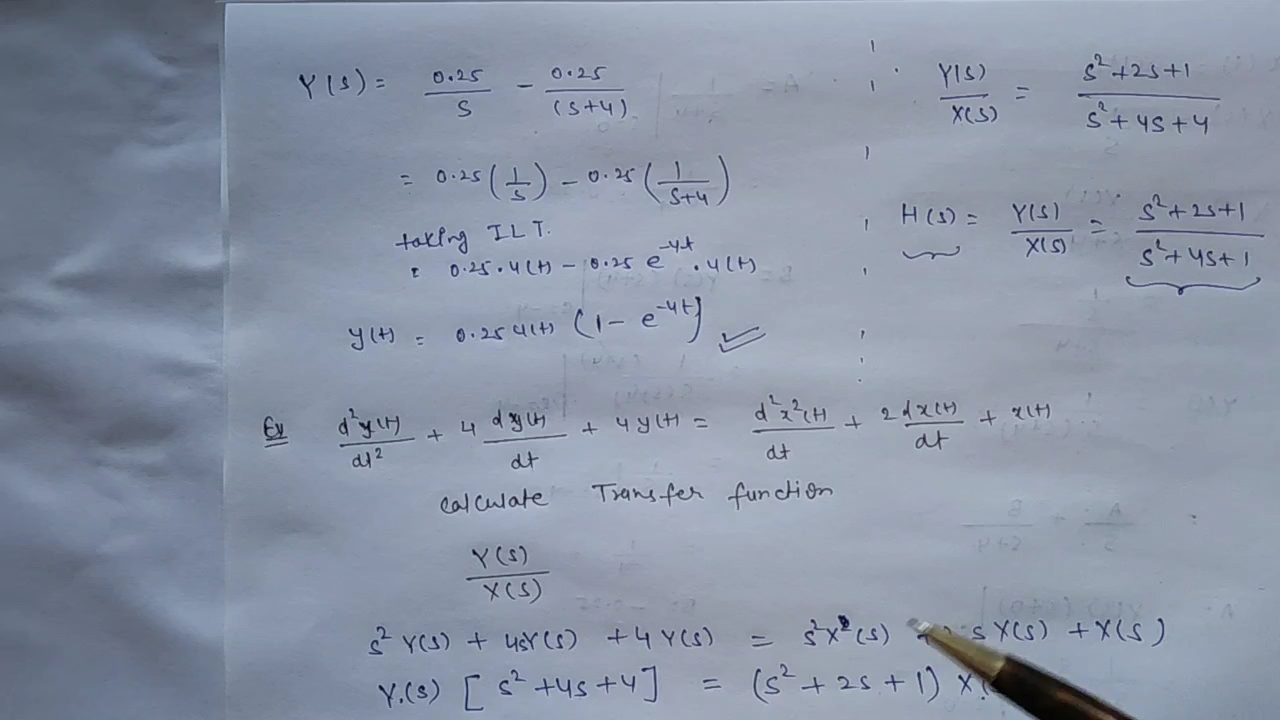 Y(s) = 0.25/s - 0.25/(s+4)
= 0.25 (1/s) - 0.25 (1/s+4)
taking ILT.
= 0.25 · u(t) - 0.25 e^-4t · u(t)
y(t) = 0.25 u(t) (1 - e^-4t]
Y(s)/X(s) = s²+2s+1/s²+4s+4
H(s) = Y(s)/X(s) = s²+2s+1/s²+4s+1
Ex d²y(t)/dt² + 4 dy(t)/dt + 4y(t) = d²x²(t)/dt + 2 dx(t)/dt + x(t)
calculate Transfer function
Y(s)/X(s)
s² Y(s) + 4sY(s) + 4 Y(s) = s²X²(s) + s X(s) + X(s)
Y(s) [s²+4s+4] = (s²+2s+1) X